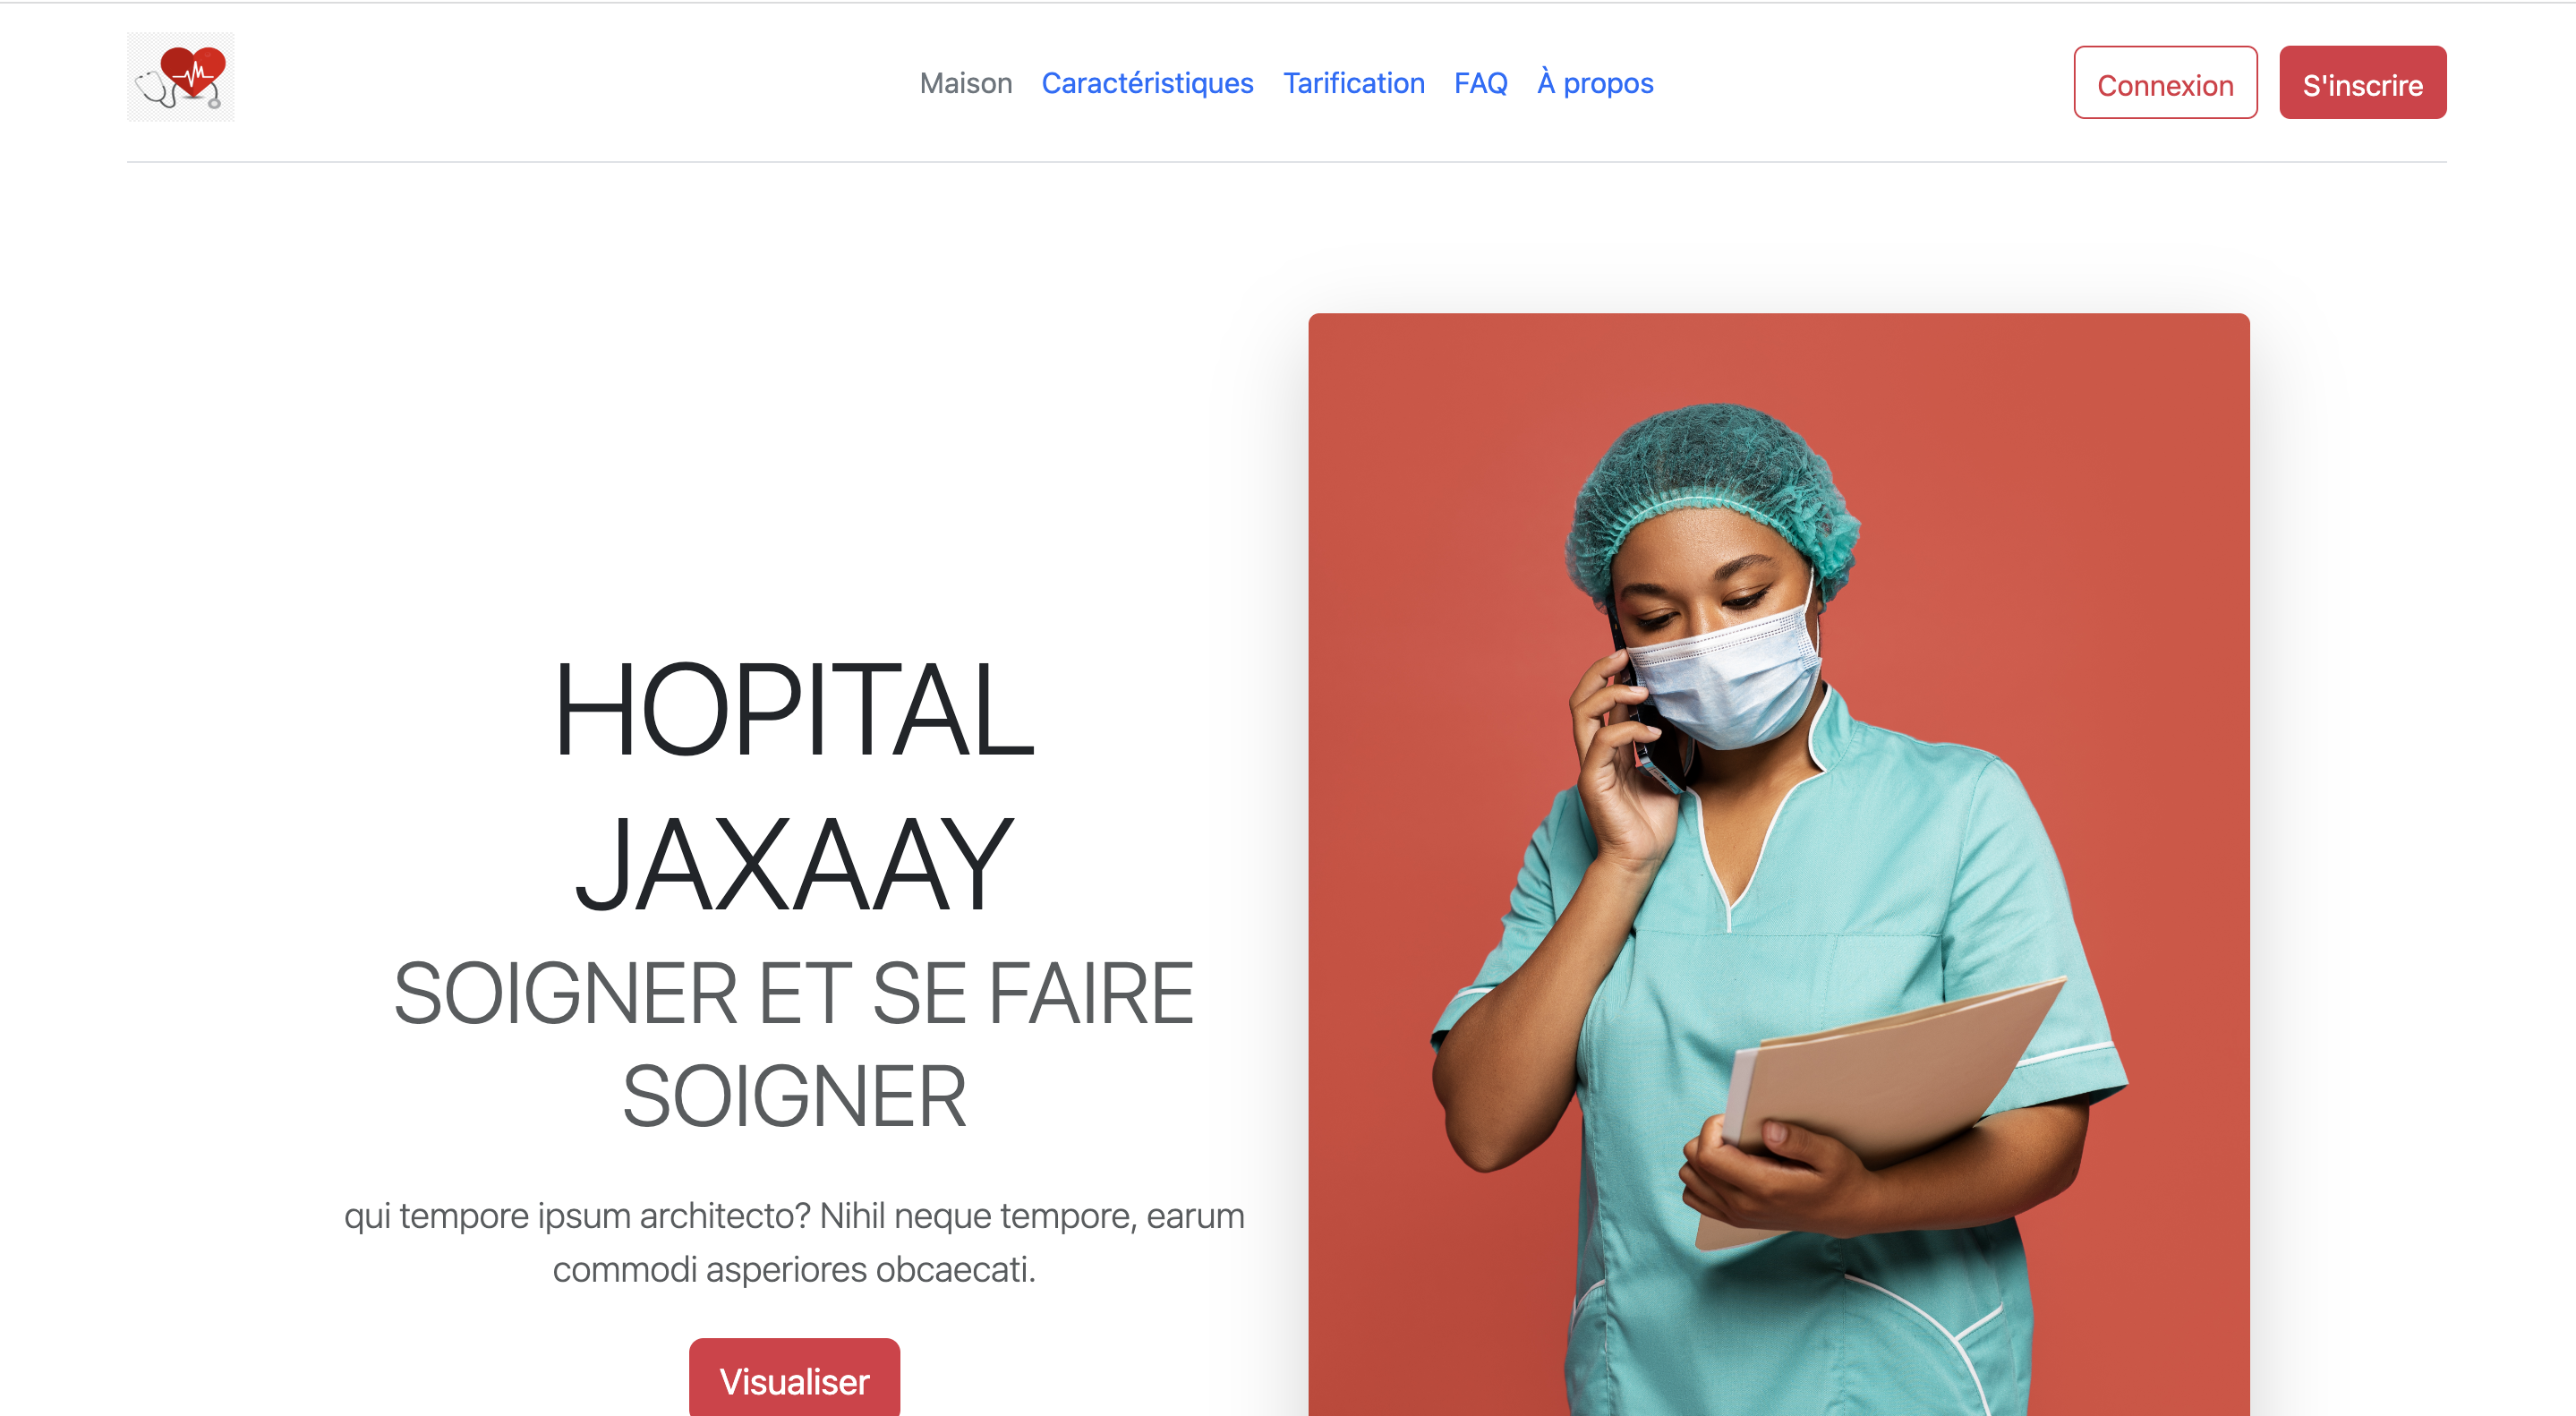 Maison Caractéristiques Tarification FAQ À propos Connexion S'inscrire
HOPITAL
JAXAAY
SOIGNER ET SE FAIRE
SOIGNER
qui tempore ipsum architecto? Nihil neque tempore, earum
commodi asperiores obcaecati.
Visualiser